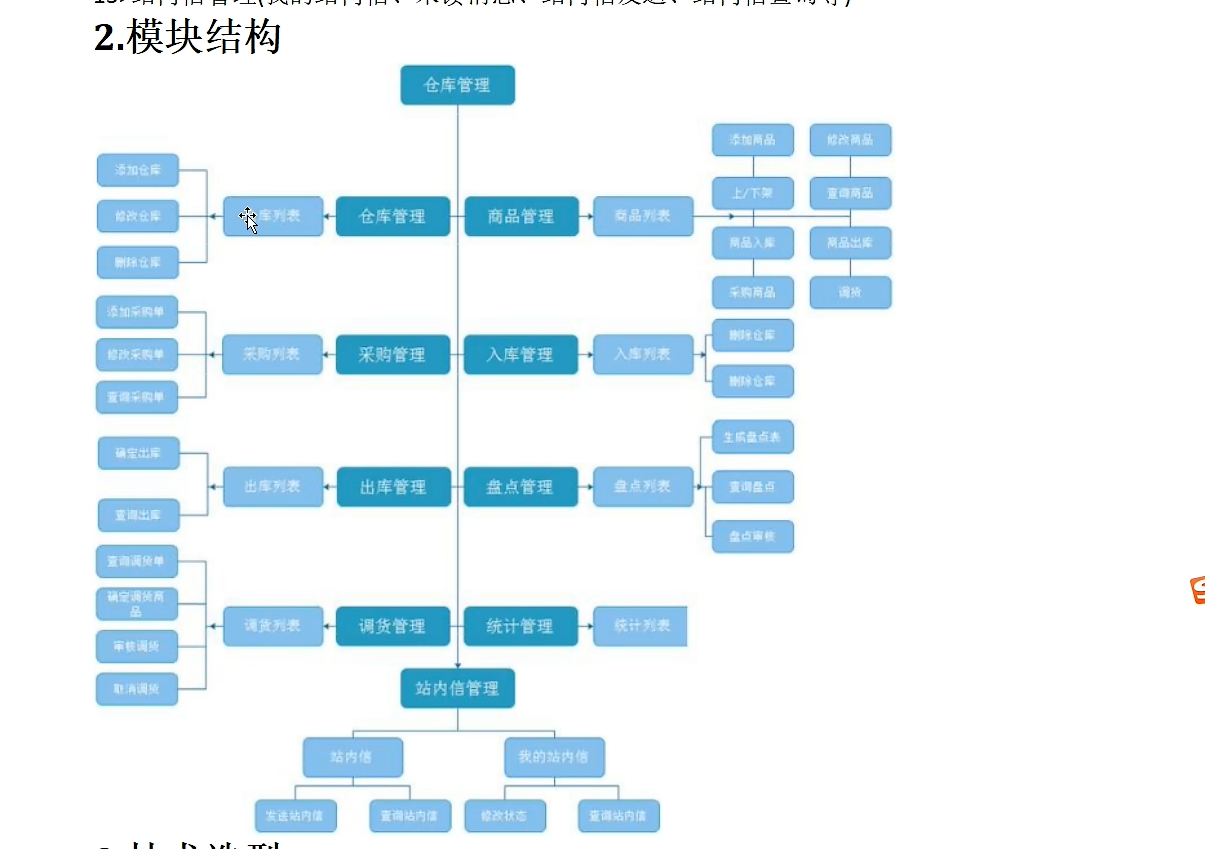 2.模块结构
仓库管理
添加商品
修改商品
添加仓库
上/下架
查询商品
修改仓库
库列表
仓库管理
商品管理
商品列表
商品入库
商品出库
删除仓库
采购商品
调货
添加采购单
删除仓库
修改采购单
采购列表
采购管理
入库管理
入库列表
删除仓库
查询采购单
生成盘点表
确定出库
出库列表
出库管理
盘点管理
盘点列表
查询盘点
查询出库
盘点审核
查询调货单
确定调货商
品
调货列表
调货管理
统计管理
统计列表
审核调货
取消调货
站内信管理
站内信
我的站内信
发送站内信
查询站内信
修改状态
查询站内信